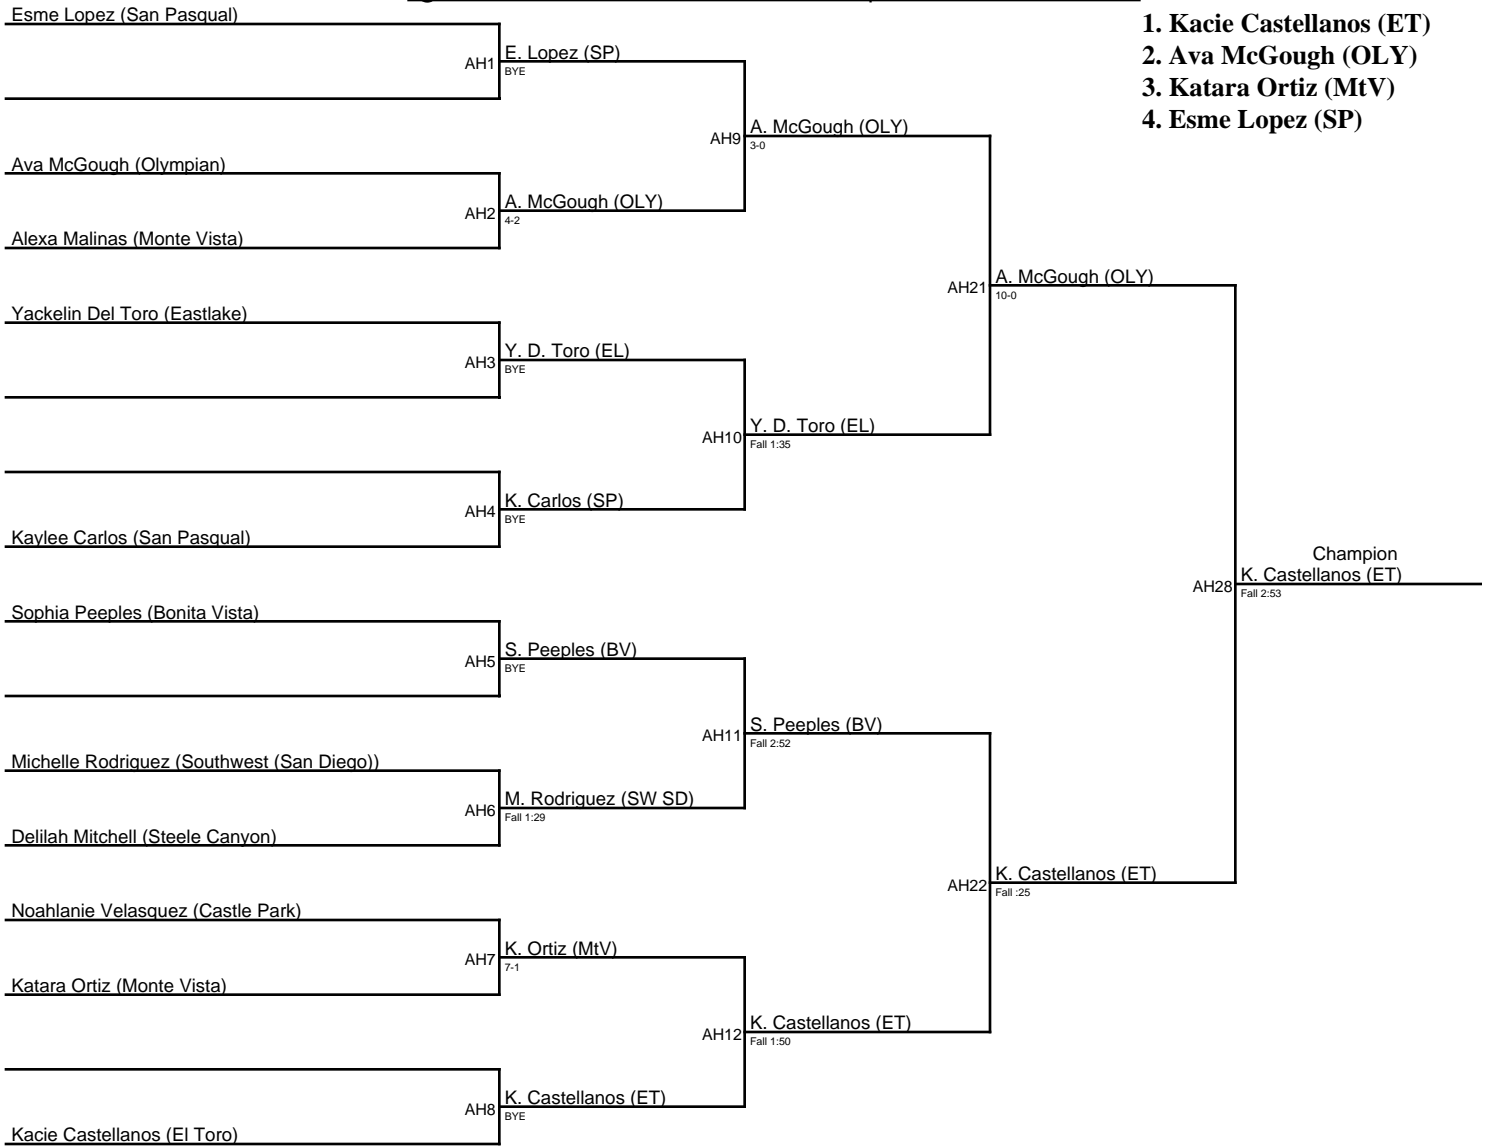 Esme Lopez (San Pasqual)
1. Kacie Castellanos (ET)
2. Ava McGough (OLY)
3. Katara Ortiz (MtV)
4. Esme Lopez (SP)
AH1
E. Lopez (SP)
BYE
AH9
A. McGough (OLY)
3-0
Ava McGough (Olympian)
AH2
A. McGough (OLY)
4-2
Alexa Malinas (Monte Vista)
AH21
A. McGough (OLY)
10-0
Yackelin Del Toro (Eastlake)
AH3
Y. D. Toro (EL)
BYE
AH10
Y. D. Toro (EL)
Fall 1:35
AH4
K. Carlos (SP)
BYE
Kaylee Carlos (San Pasqual)
Champion
AH28
K. Castellanos (ET)
Fall 2:53
Sophia Peeples (Bonita Vista)
AH5
S. Peeples (BV)
BYE
AH11
S. Peeples (BV)
Fall 2:52
Michelle Rodriguez (Southwest (San Diego))
AH6
M. Rodriguez (SW SD)
Fall 1:29
Delilah Mitchell (Steele Canyon)
AH22
K. Castellanos (ET)
Fall :25
Noahlanie Velasquez (Castle Park)
AH7
K. Ortiz (MtV)
7-1
Katara Ortiz (Monte Vista)
AH12
K. Castellanos (ET)
Fall 1:50
AH8
K. Castellanos (ET)
BYE
Kacie Castellanos (El Toro)